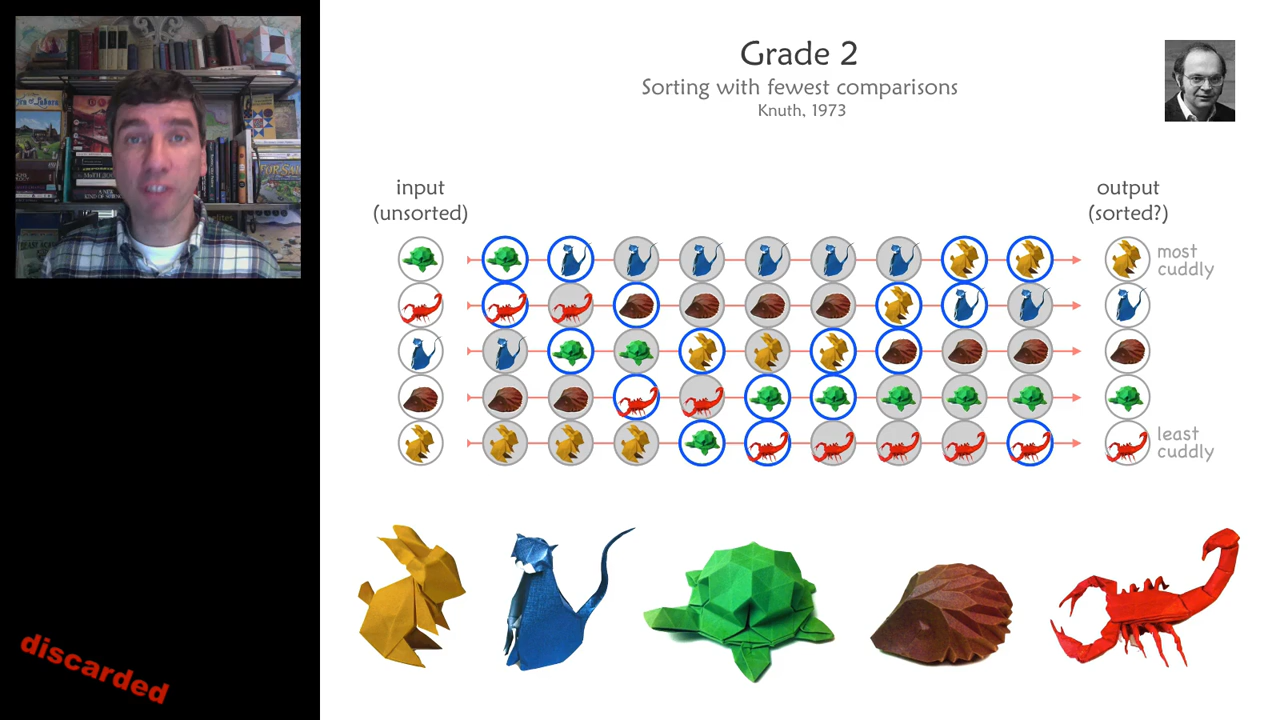 Grade 2
Sorting with fewest comparisons
Knuth, 1973
input
(unsorted)
output
(sorted?)
most
cuddly
least
cuddly
discarded